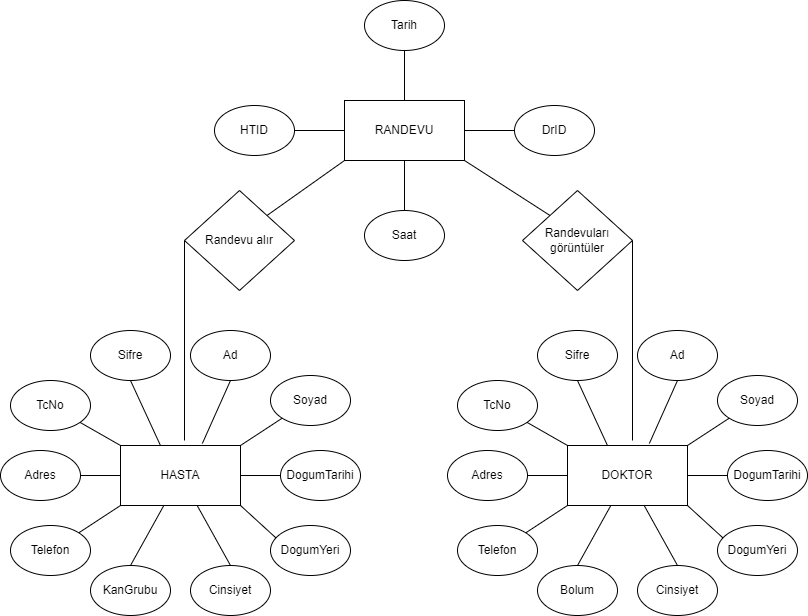 Tarih
HTID
RANDEVU
DrID
Randevu alır
Saat
Randevuları
görüntüler
Sifre
Ad
Sifre
Ad
TcNo
Soyad
TcNo
Soyad
Adres
HASTA
DogumTarihi
Adres
DOKTOR
DogumTarihi
Telefon
DogumYeri
Telefon
DogumYeri
KanGrubu
Cinsiyet
Bolum
Cinsiyet